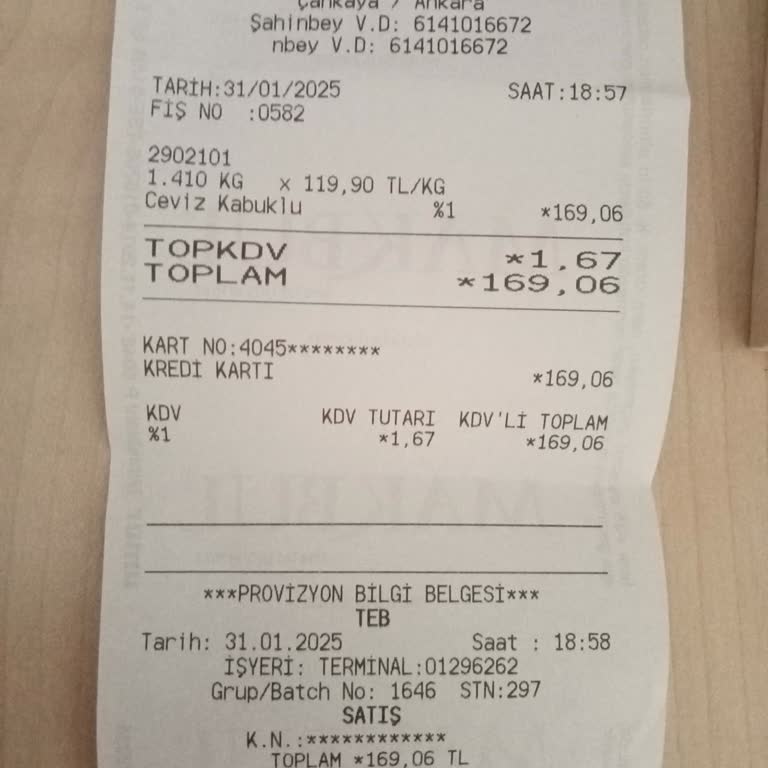 Çankaya / Ankara
Şahinbey V.D: 6141016672
nbey V.D: 6141016672
TARİH:31/01/2025 SAAT:18:57
FİŞ NO :0582
2902101
1.410 KG x 119,90 TL/KG
Ceviz Kabuklu %1 *169,06
TOPKDV *1,67
TOPLAM *169,06
KART NO:4045********
KREDİ KARTI *169,06
KDV KDV TUTARI KDV'Lİ TOPLAM
%1 *1,67 *169,06
***PROVİZYON BİLGİ BELGESİ***
TEB
Tarih: 31.01.2025 Saat : 18:58
İŞYERİ: TERMİNAL:01296262
Grup/Batch No: 1646 STN:297
SATIŞ
K.N.:************
TOPLAM *169,06 TL